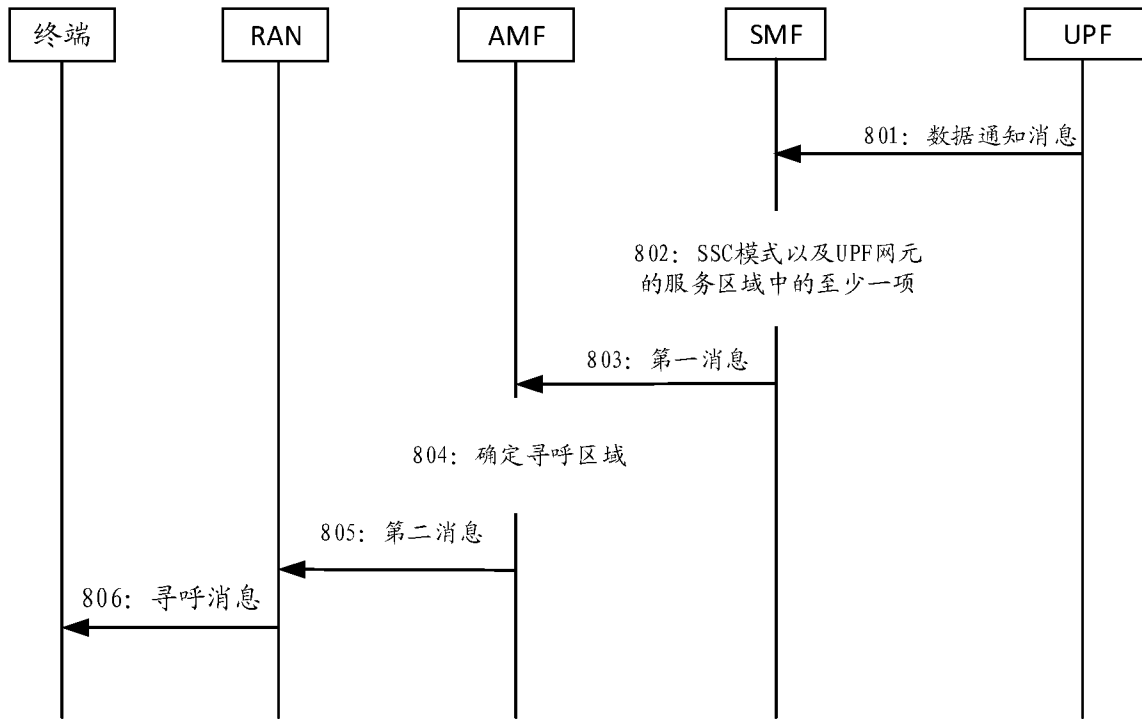 终端
RAN
AMF
SMF
UPF
801: 数据通知消息
802: SSC模式以及UPF网元
的服务区域中的至少一项
803: 第一消息
804: 确定寻呼区域
805: 第二消息
806: 寻呼消息